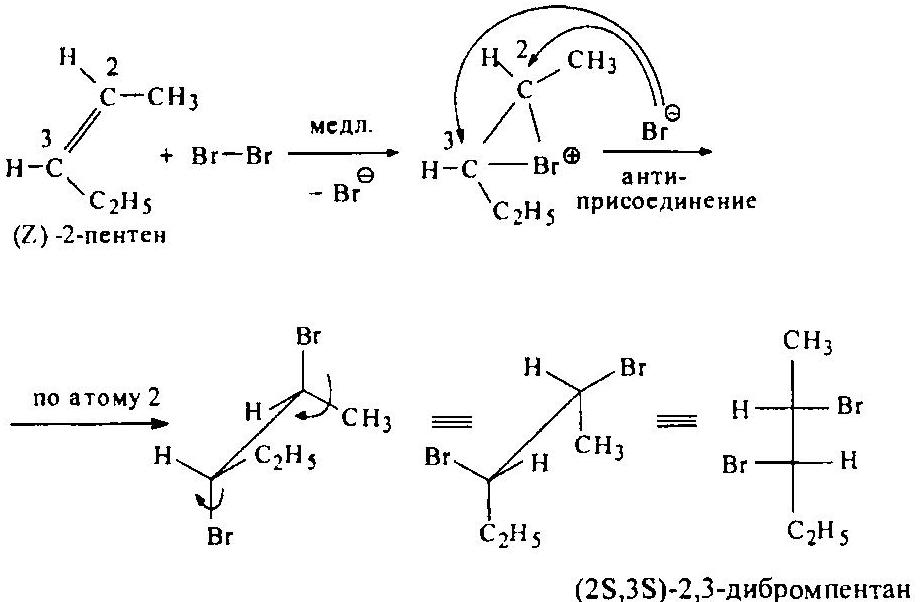 H
2
C—CH3
3
H—C
C2H5
(Z) -2-пентен
+ Br—Br
медл.
– Br⊖
H 2 CH3
C
3
H—C—Br⊕
C2H5
Br⊖
анти-
присоединение
по атому 2
Br
H
CH3
H
C2H5
Br
≡
H
Br
CH3
Br
H
C2H5
≡
CH3
H—Br
Br—H
C2H5
(2S,3S)-2,3-дибромпентан